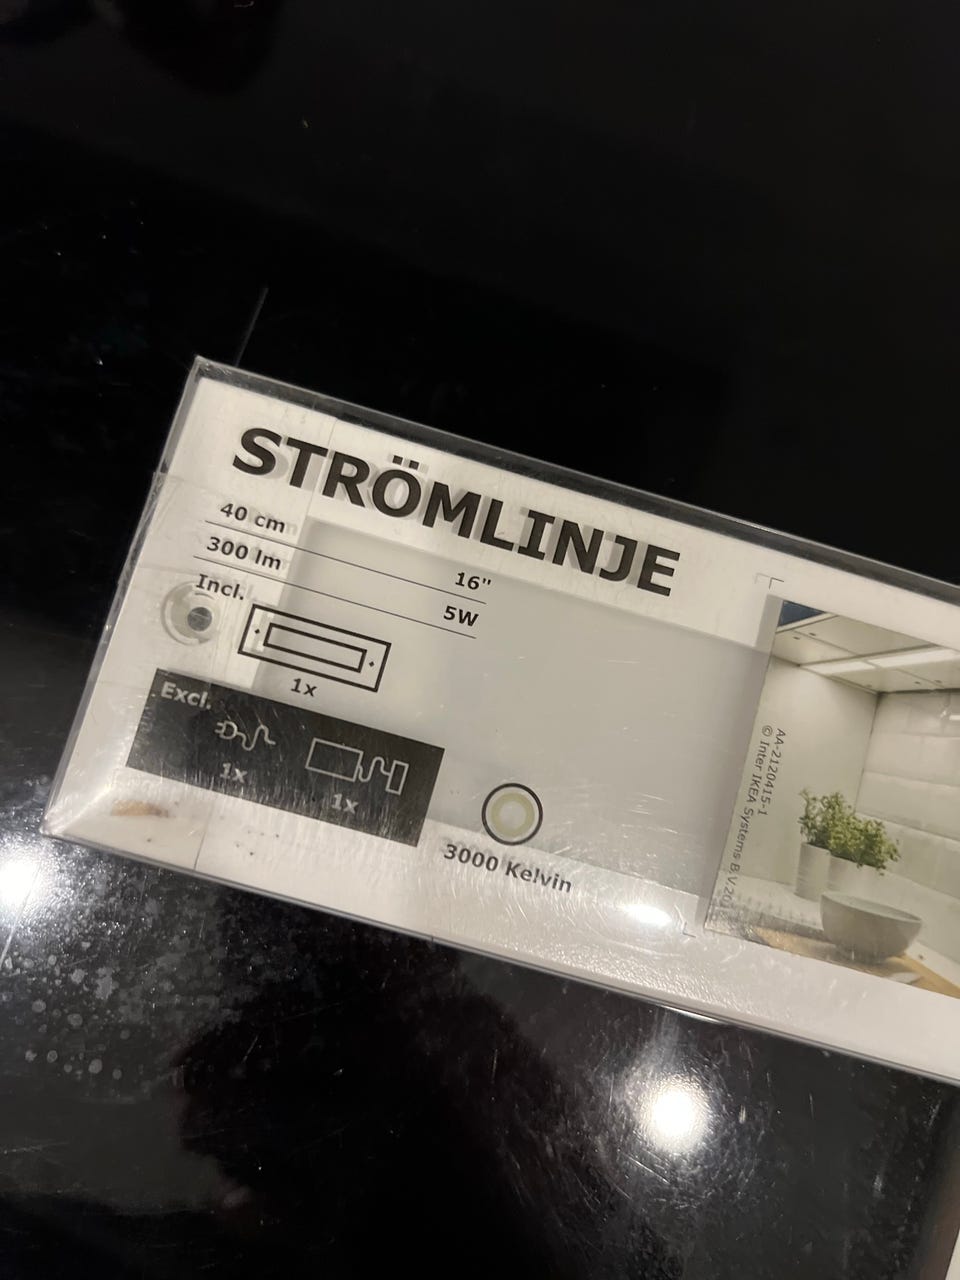 STRÖMLINJE
40 cm 16"
300 lm 5W
Incl.
1x
Excl.
1x 1x
3000 Kelvin
AA-2120415-1
© Inter IKEA Systems B.V.